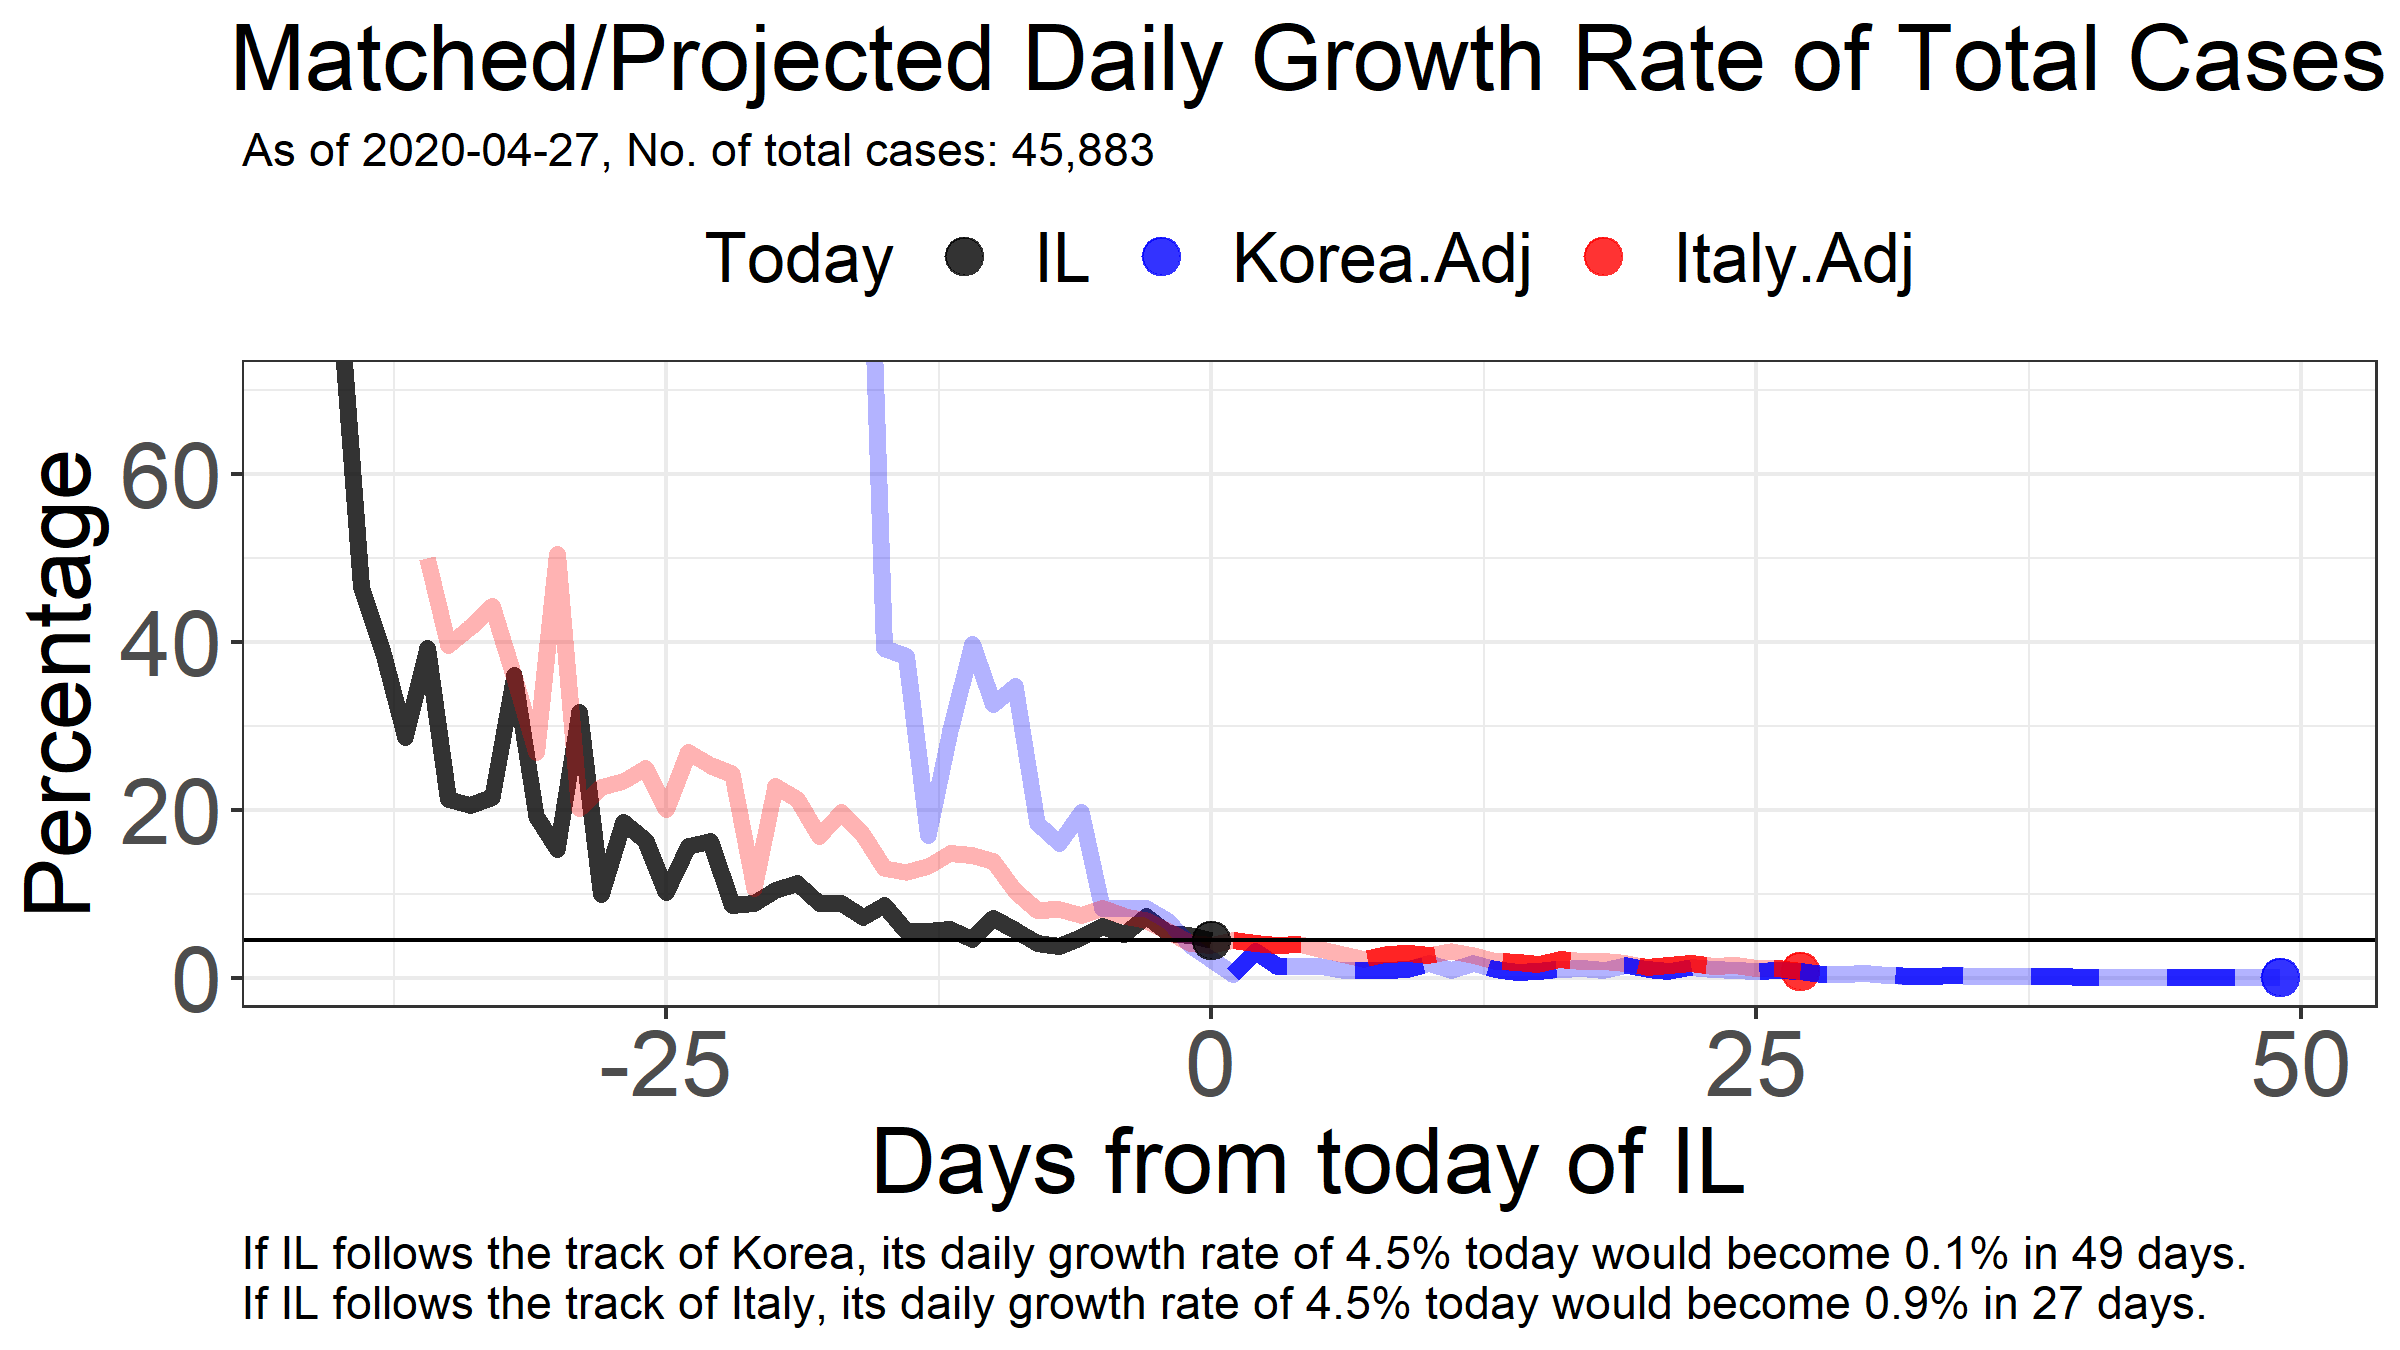 Matched/Projected Daily Growth Rate of Total Cases
As of 2020-04-27, No. of total cases: 45,883
Today IL Korea.Adj Italy.Adj
Percentage
60
40
20
0
-25 0 25 50
Days from today of IL
If IL follows the track of Korea, its daily growth rate of 4.5% today would become 0.1% in 49 days.
If IL follows the track of Italy, its daily growth rate of 4.5% today would become 0.9% in 27 days.